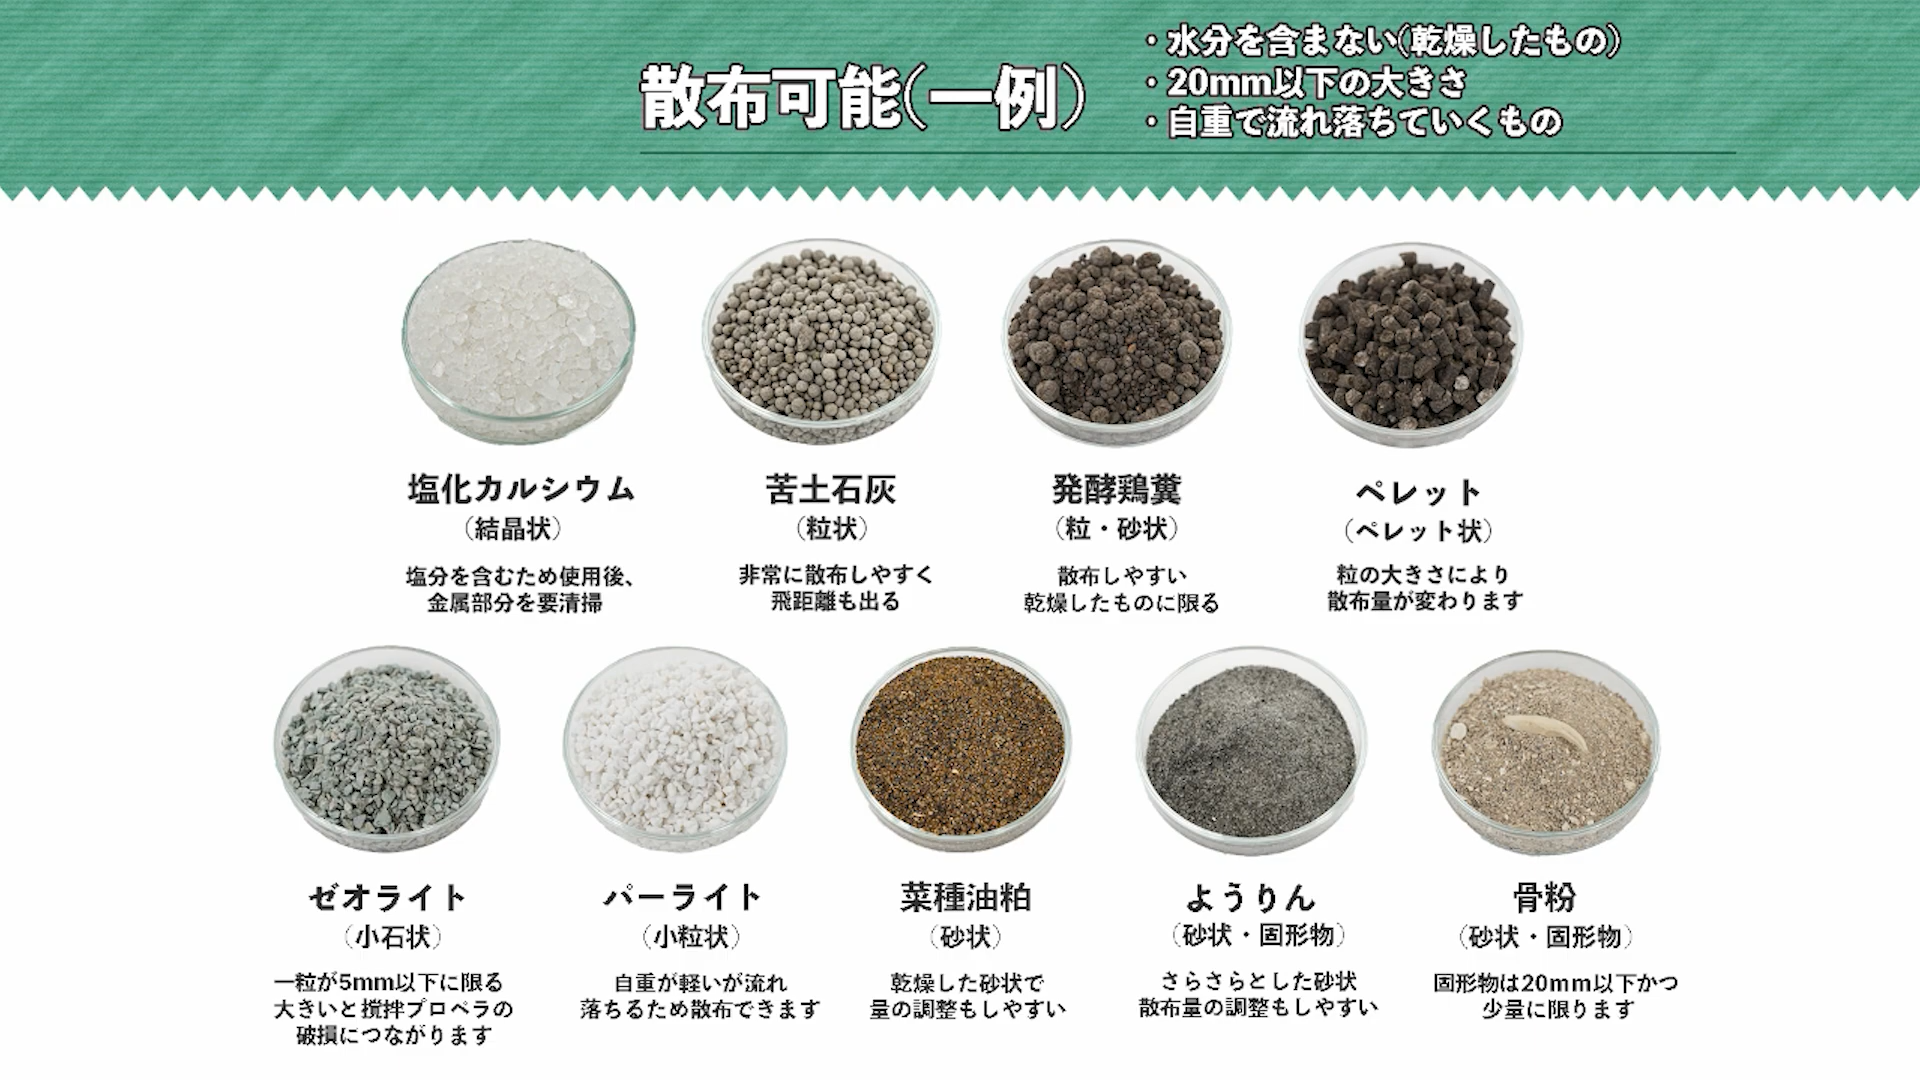 散布可能(一例)
・水分を含まない(乾燥したもの)
・20mm以下の大きさ
・自重で流れ落ちていくもの
塩化カルシウム
(結晶状)
塩分を含むため使用後、
金属部分を要清掃
苦土石灰
(粒状)
非常に散布しやすく
飛距離も出る
発酵鶏糞
(粒・砂状)
散布しやすい
乾燥したものに限る
ペレット
(ペレット状)
粒の大きさにより
散布量が変わります
ゼオライト
(小石状)
一粒が5mm以下に限る
大きいと撹拌プロペラの
破損につながります
パーライト
(小粒状)
自重が軽いが流れ
落ちるため散布できます
菜種油粕
(砂状)
乾燥した砂状で
量の調整もしやすい
ようりん
(砂状・固形物)
さらさらとした砂状
散布量の調整もしやすい
骨粉
(砂状・固形物)
固形物は20mm以下かつ
少量に限ります